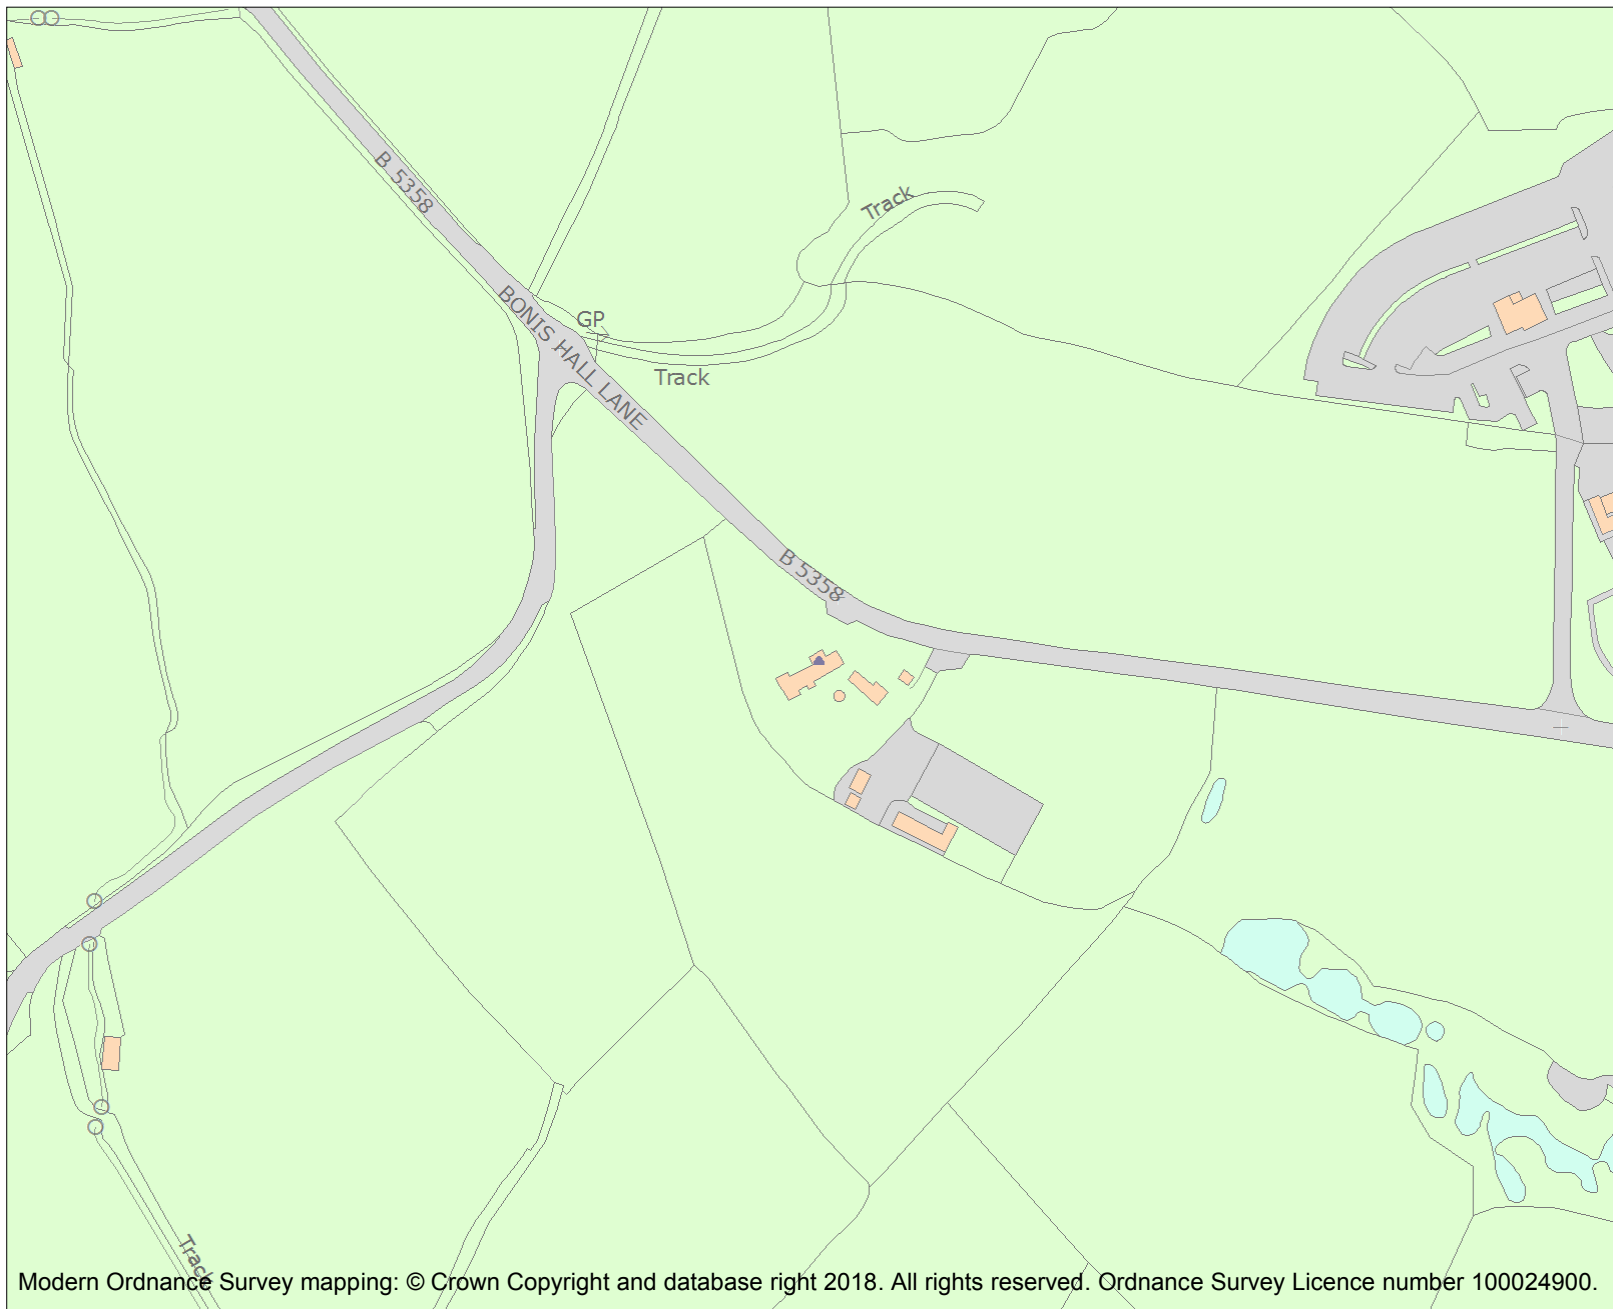 B 5358
Track
BONIS HALL LANE
GP
Track
B 5358
Track
Modern Ordnance Survey mapping: © Crown Copyright and database right 2018. All rights reserved. Ordnance Survey Licence number 100024900.